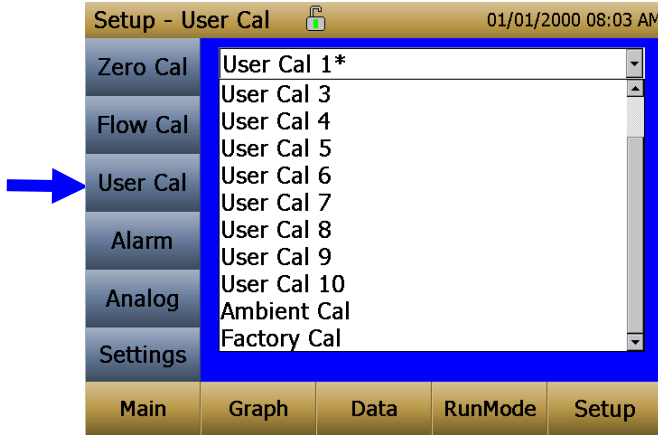 Setup - User Cal 01/01/2000 08:03 AM
Zero Cal
Flow Cal
User Cal
Alarm
Analog
Settings
User Cal 1*
User Cal 3
User Cal 4
User Cal 5
User Cal 6
User Cal 7
User Cal 8
User Cal 9
User Cal 10
Ambient Cal
Factory Cal
Main Graph Data RunMode Setup